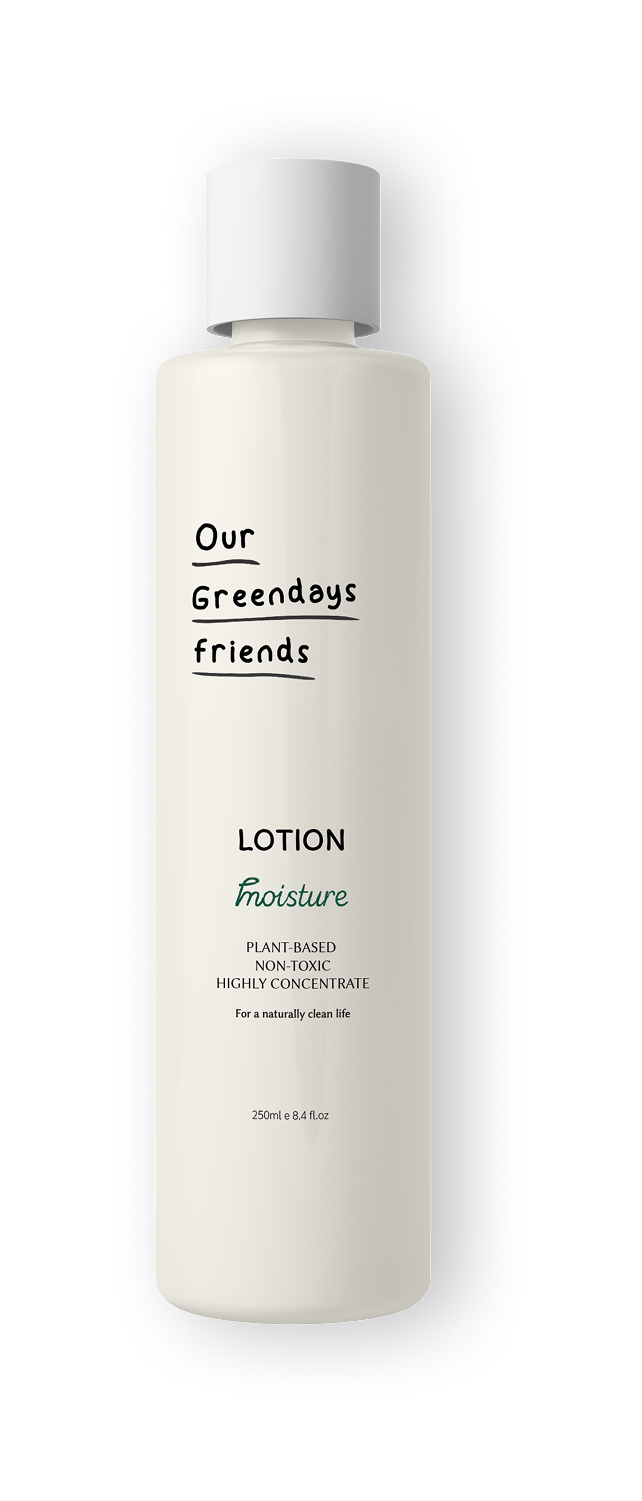 Our
Greendays
friends
LOTION
moisture
PLANT-BASED
NON-TOXIC
HIGHLY CONCENTRATE
For a naturally clean life
250ml e 8.4 fl.oz